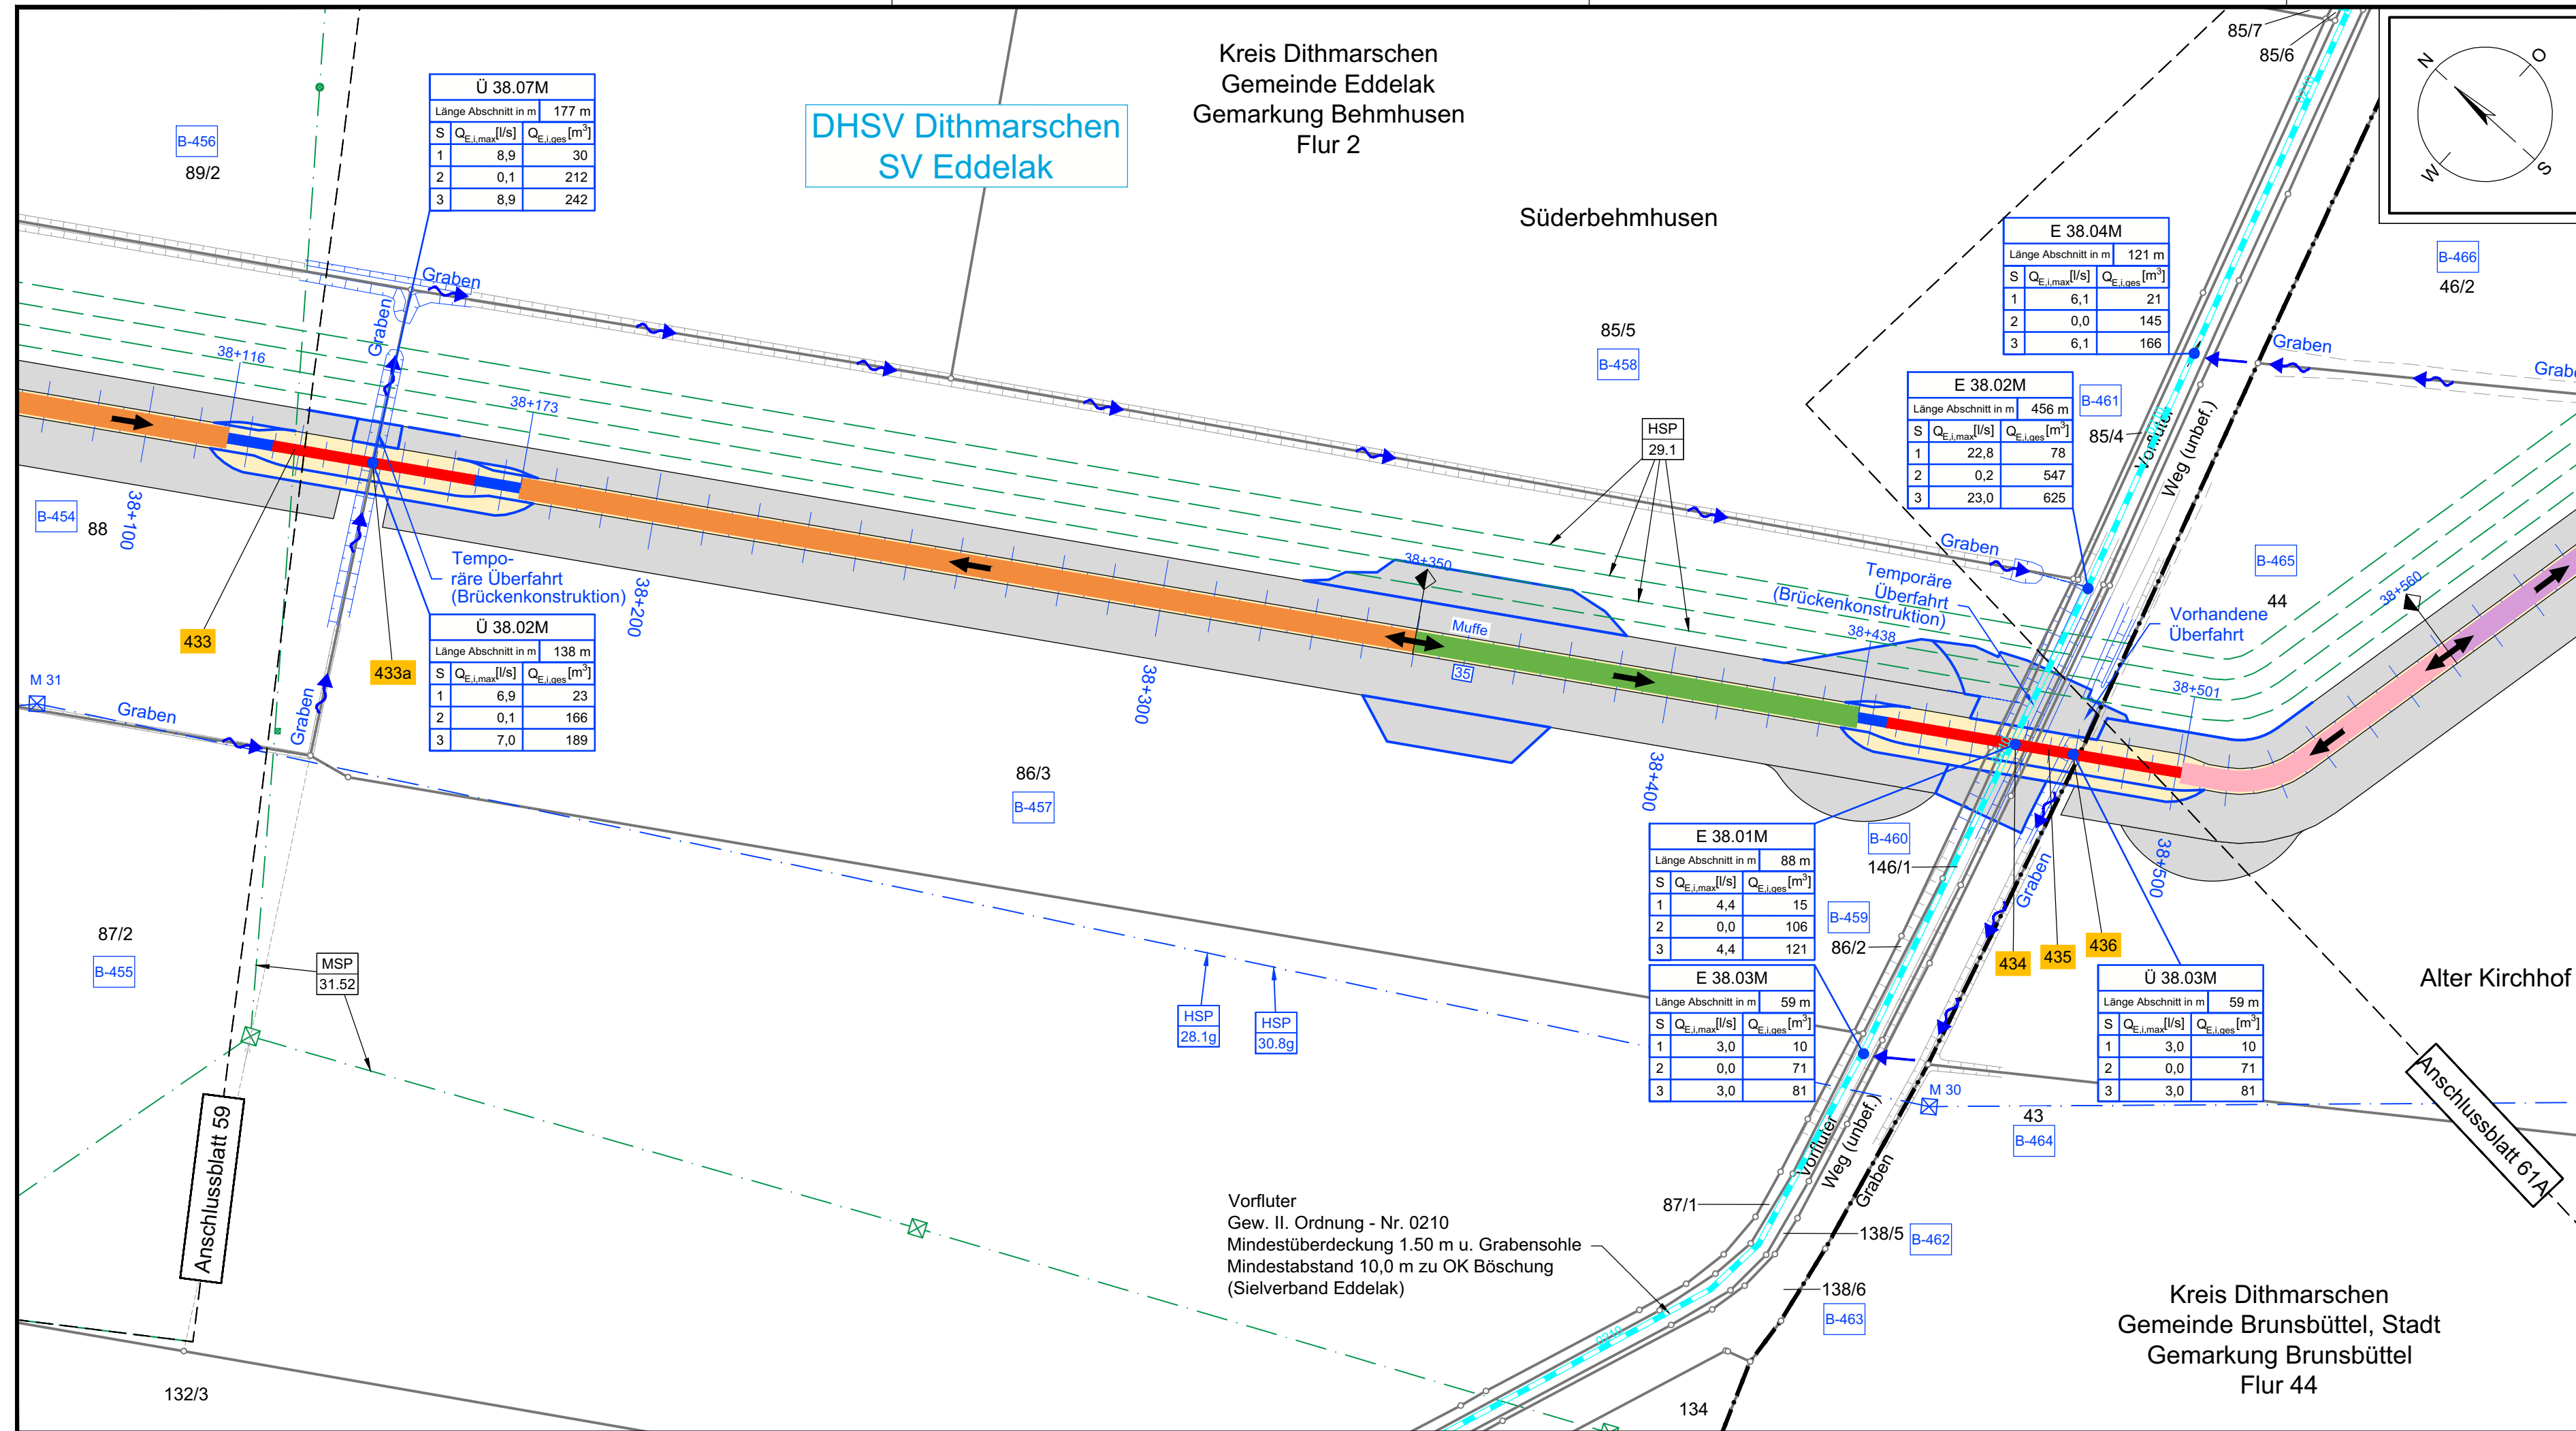 Kreis Dithmarschen
Gemeinde Eddelak
Gemarkung Behmhusen
Flur 2
DHSV Dithmarschen
SV Eddelak
Süderbehmhusen
N
O
S
W
85/7
85/6
B-456
89/2
Ü 38.07M
Länge Abschnitt in m 177 m
S QE,i,max[l/s] QE,i,ges[m³]
1 8,9 30
2 0,1 212
3 8,9 242
E 38.04M
Länge Abschnitt in m 121 m
S QE,i,max[l/s] QE,i,ges[m³]
1 6,1 21
2 0,0 145
3 6,1 166
B-466
46/2
Graben
Graben
Graben
38+116
38+173
85/5
B-458
HSP
29.1
E 38.02M
Länge Abschnitt in m 456 m
S QE,i,max[l/s] QE,i,ges[m³]
1 22,8 78
2 0,2 547
3 23,0 625
B-461
85/4
Vorfluter
Weg (unbef.)
B-454
88
38+100
Tempo-
räre Überfahrt
(Brückenkonstruktion)
38+200
433
433a
Ü 38.02M
Länge Abschnitt in m 138 m
S QE,i,max[l/s] QE,i,ges[m³]
1 6,9 23
2 0,1 166
3 7,0 189
M 31
Graben
Graben
38+350
Muffe
35
38+300
38+438
Graben
Temporäre
Überfahrt
(Brückenkonstruktion)
Vorhandene
Überfahrt
B-465
44
38+560
38+501
38+400
38+500
86/3
B-457
E 38.01M
Länge Abschnitt in m 88 m
S QE,i,max[l/s] QE,i,ges[m³]
1 4,4 15
2 0,0 106
3 4,4 121
B-460
146/1
B-459
86/2
Graben
434
435
436
E 38.03M
Länge Abschnitt in m 59 m
S QE,i,max[l/s] QE,i,ges[m³]
1 3,0 10
2 0,0 71
3 3,0 81
Ü 38.03M
Länge Abschnitt in m 59 m
S QE,i,max[l/s] QE,i,ges[m³]
1 3,0 10
2 0,0 71
3 3,0 81
Alter Kirchhof
87/2
B-455
MSP
31.52
HSP
28.1g
HSP
30.8g
M 30
43
B-464
Anschlussblatt 59
Anschlussblatt 61A
Vorfluter
Weg (unbef.)
Graben
Vorfluter
Gew. II. Ordnung - Nr. 0210
Mindestüberdeckung 1.50 m u. Grabensohle
Mindestabstand 10,0 m zu OK Böschung
(Sielverband Eddelak)
87/1
138/5
B-462
138/6
B-463
0210
132/3
134
Kreis Dithmarschen
Gemeinde Brunsbüttel, Stadt
Gemarkung Brunsbüttel
Flur 44